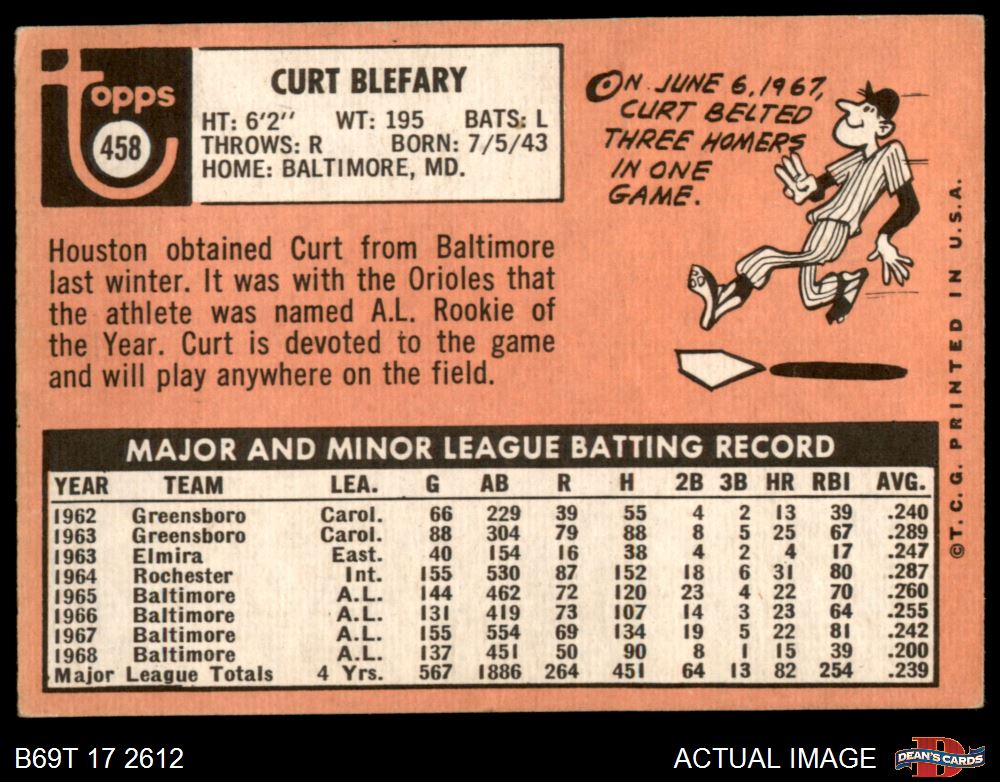 topps
458
CURT BLEFARY
HT: 6'2" WT: 195 BATS: L
THROWS: R BORN: 7/5/43
HOME: BALTIMORE, MD.
ON JUNE 6, 1967,
CURT BELTED
THREE HOMERS
IN ONE
GAME.
Houston obtained Curt from Baltimore
last winter. It was with the Orioles that
the athlete was named A.L. Rookie of
the Year. Curt is devoted to the game
and will play anywhere on the field.
MAJOR AND MINOR LEAGUE BATTING RECORD
YEAR TEAM LEA. G AB R H 2B 3B HR RBI AVG.
1962 Greensboro Carol. 66 229 39 55 4 2 13 39 .240
1963 Greensboro Carol. 88 304 79 88 8 5 25 67 .289
1963 Elmira East. 40 154 16 38 4 2 4 17 .247
1964 Rochester Int. 155 530 87 152 18 6 31 80 .287
1965 Baltimore A.L. 144 462 72 120 23 4 22 70 .260
1966 Baltimore A.L. 131 419 73 107 14 3 23 64 .255
1967 Baltimore A.L. 155 554 69 134 19 5 22 81 .242
1968 Baltimore A.L. 137 451 50 90 8 1 15 39 .200
Major League Totals 4 Yrs. 567 1886 264 451 64 13 82 254 .239
©T.C.G. PRINTED IN U.S.A.
B69T 17 2612
ACTUAL IMAGE
D
DEAN'S CARDS